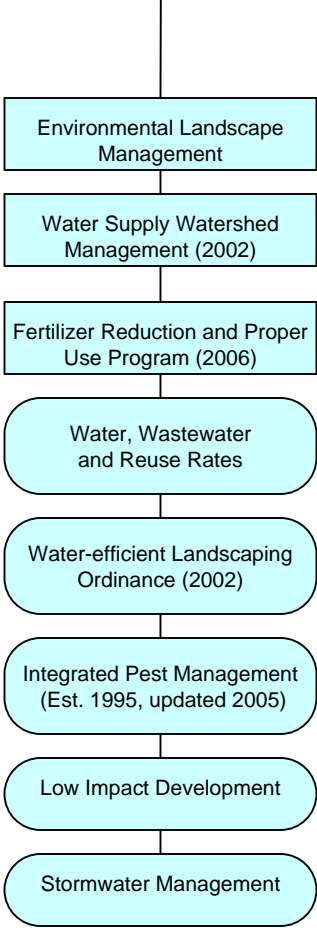 Environmental Landscape
Management
Water Supply Watershed
Management (2002)
Fertilizer Reduction and Proper
Use Program (2006)
Water, Wastewater
and Reuse Rates
Water-efficient Landscaping
Ordinance (2002)
Integrated Pest Management
(Est. 1995, updated 2005)
Low Impact Development
Stormwater Management